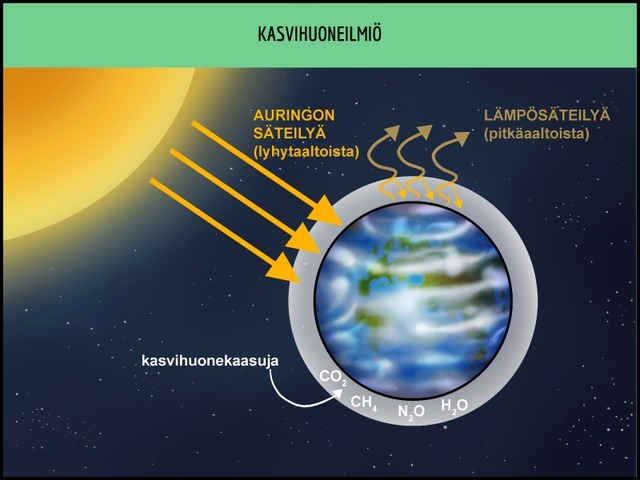 KASVIHUONEILMIÖ
AURINGON
SÄTEILYÄ
(lyhytaaltoista)
LÄMPÖSÄTEILYÄ
(pitkäaaltoista)
kasvihuonekaasuja
CO₂
CH₄
N₂O
H₂O